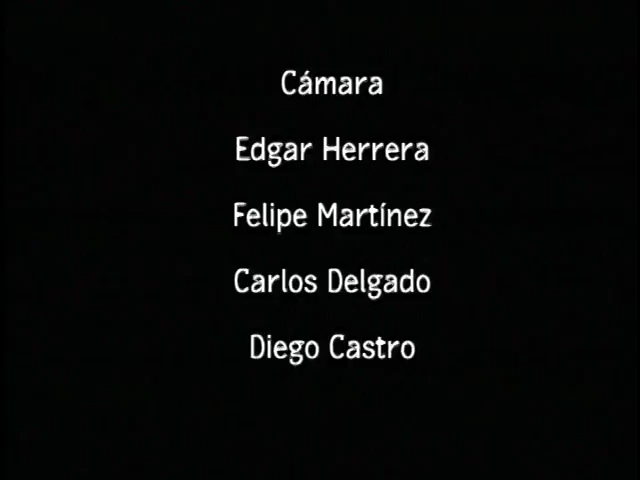 Cámara
Edgar Herrera
Felipe Martínez
Carlos Delgado
Diego Castro